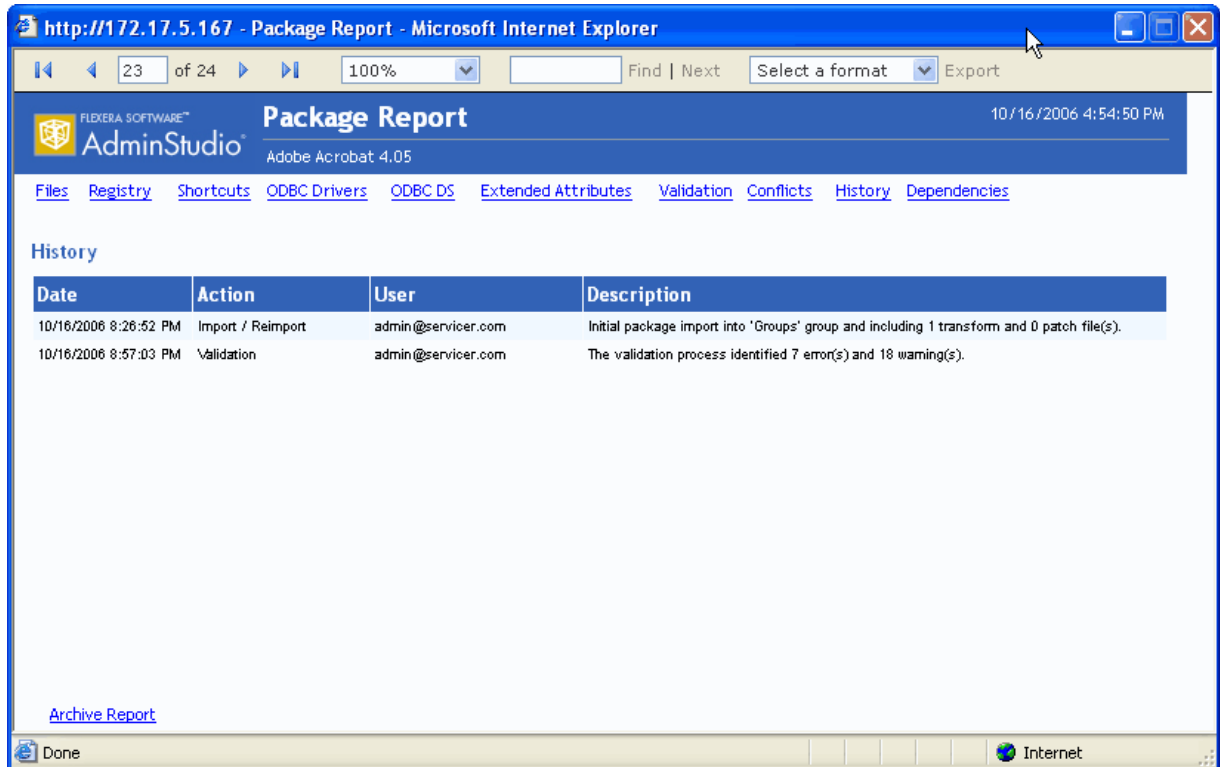 http://172.17.5.167 - Package Report - Microsoft Internet Explorer
23 of 24 100% Find | Next Select a format Export
FLEXERA SOFTWARE™ Package Report 10/16/2006 4:54:50 PM
AdminStudio® Adobe Acrobat 4.05
Files Registry Shortcuts ODBC Drivers ODBC DS Extended Attributes Validation Conflicts History Dependencies
History
Date Action User Description
10/16/2006 8:26:52 PM Import / Reimport admin@servicer.com Initial package import into 'Groups' group and including 1 transform and 0 patch file(s).
10/16/2006 8:57:03 PM Validation admin@servicer.com The validation process identified 7 error(s) and 18 warning(s).
Archive Report
Done Internet